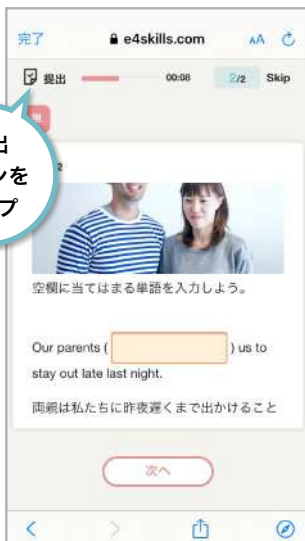 完了 e4skills.com AA
提出 00:08 2/2 Skip
出
ンを
プ
空欄に当てはまる単語を入力しよう。
Our parents ( ) us to
stay out late last night.
両親は私たちに昨夜遅くまで出かけること
次へ